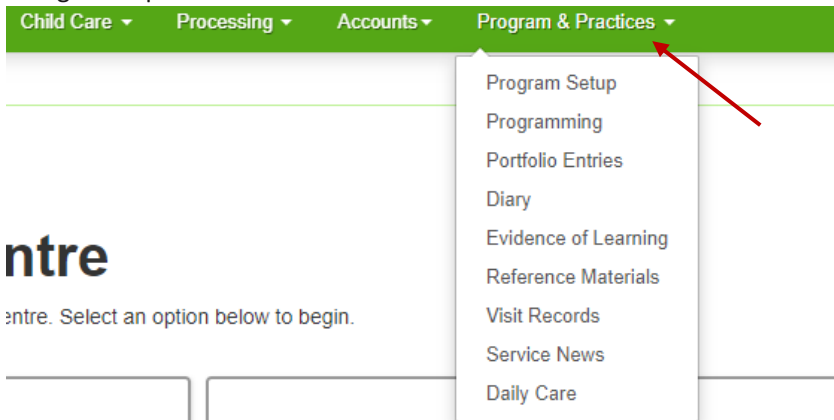 Child Care Processing Accounts Program & Practices
Program Setup
Programming
Portfolio Entries
Diary
Evidence of Learning
Reference Materials
Visit Records
Service News
Daily Care
ntre
entre. Select an option below to begin.